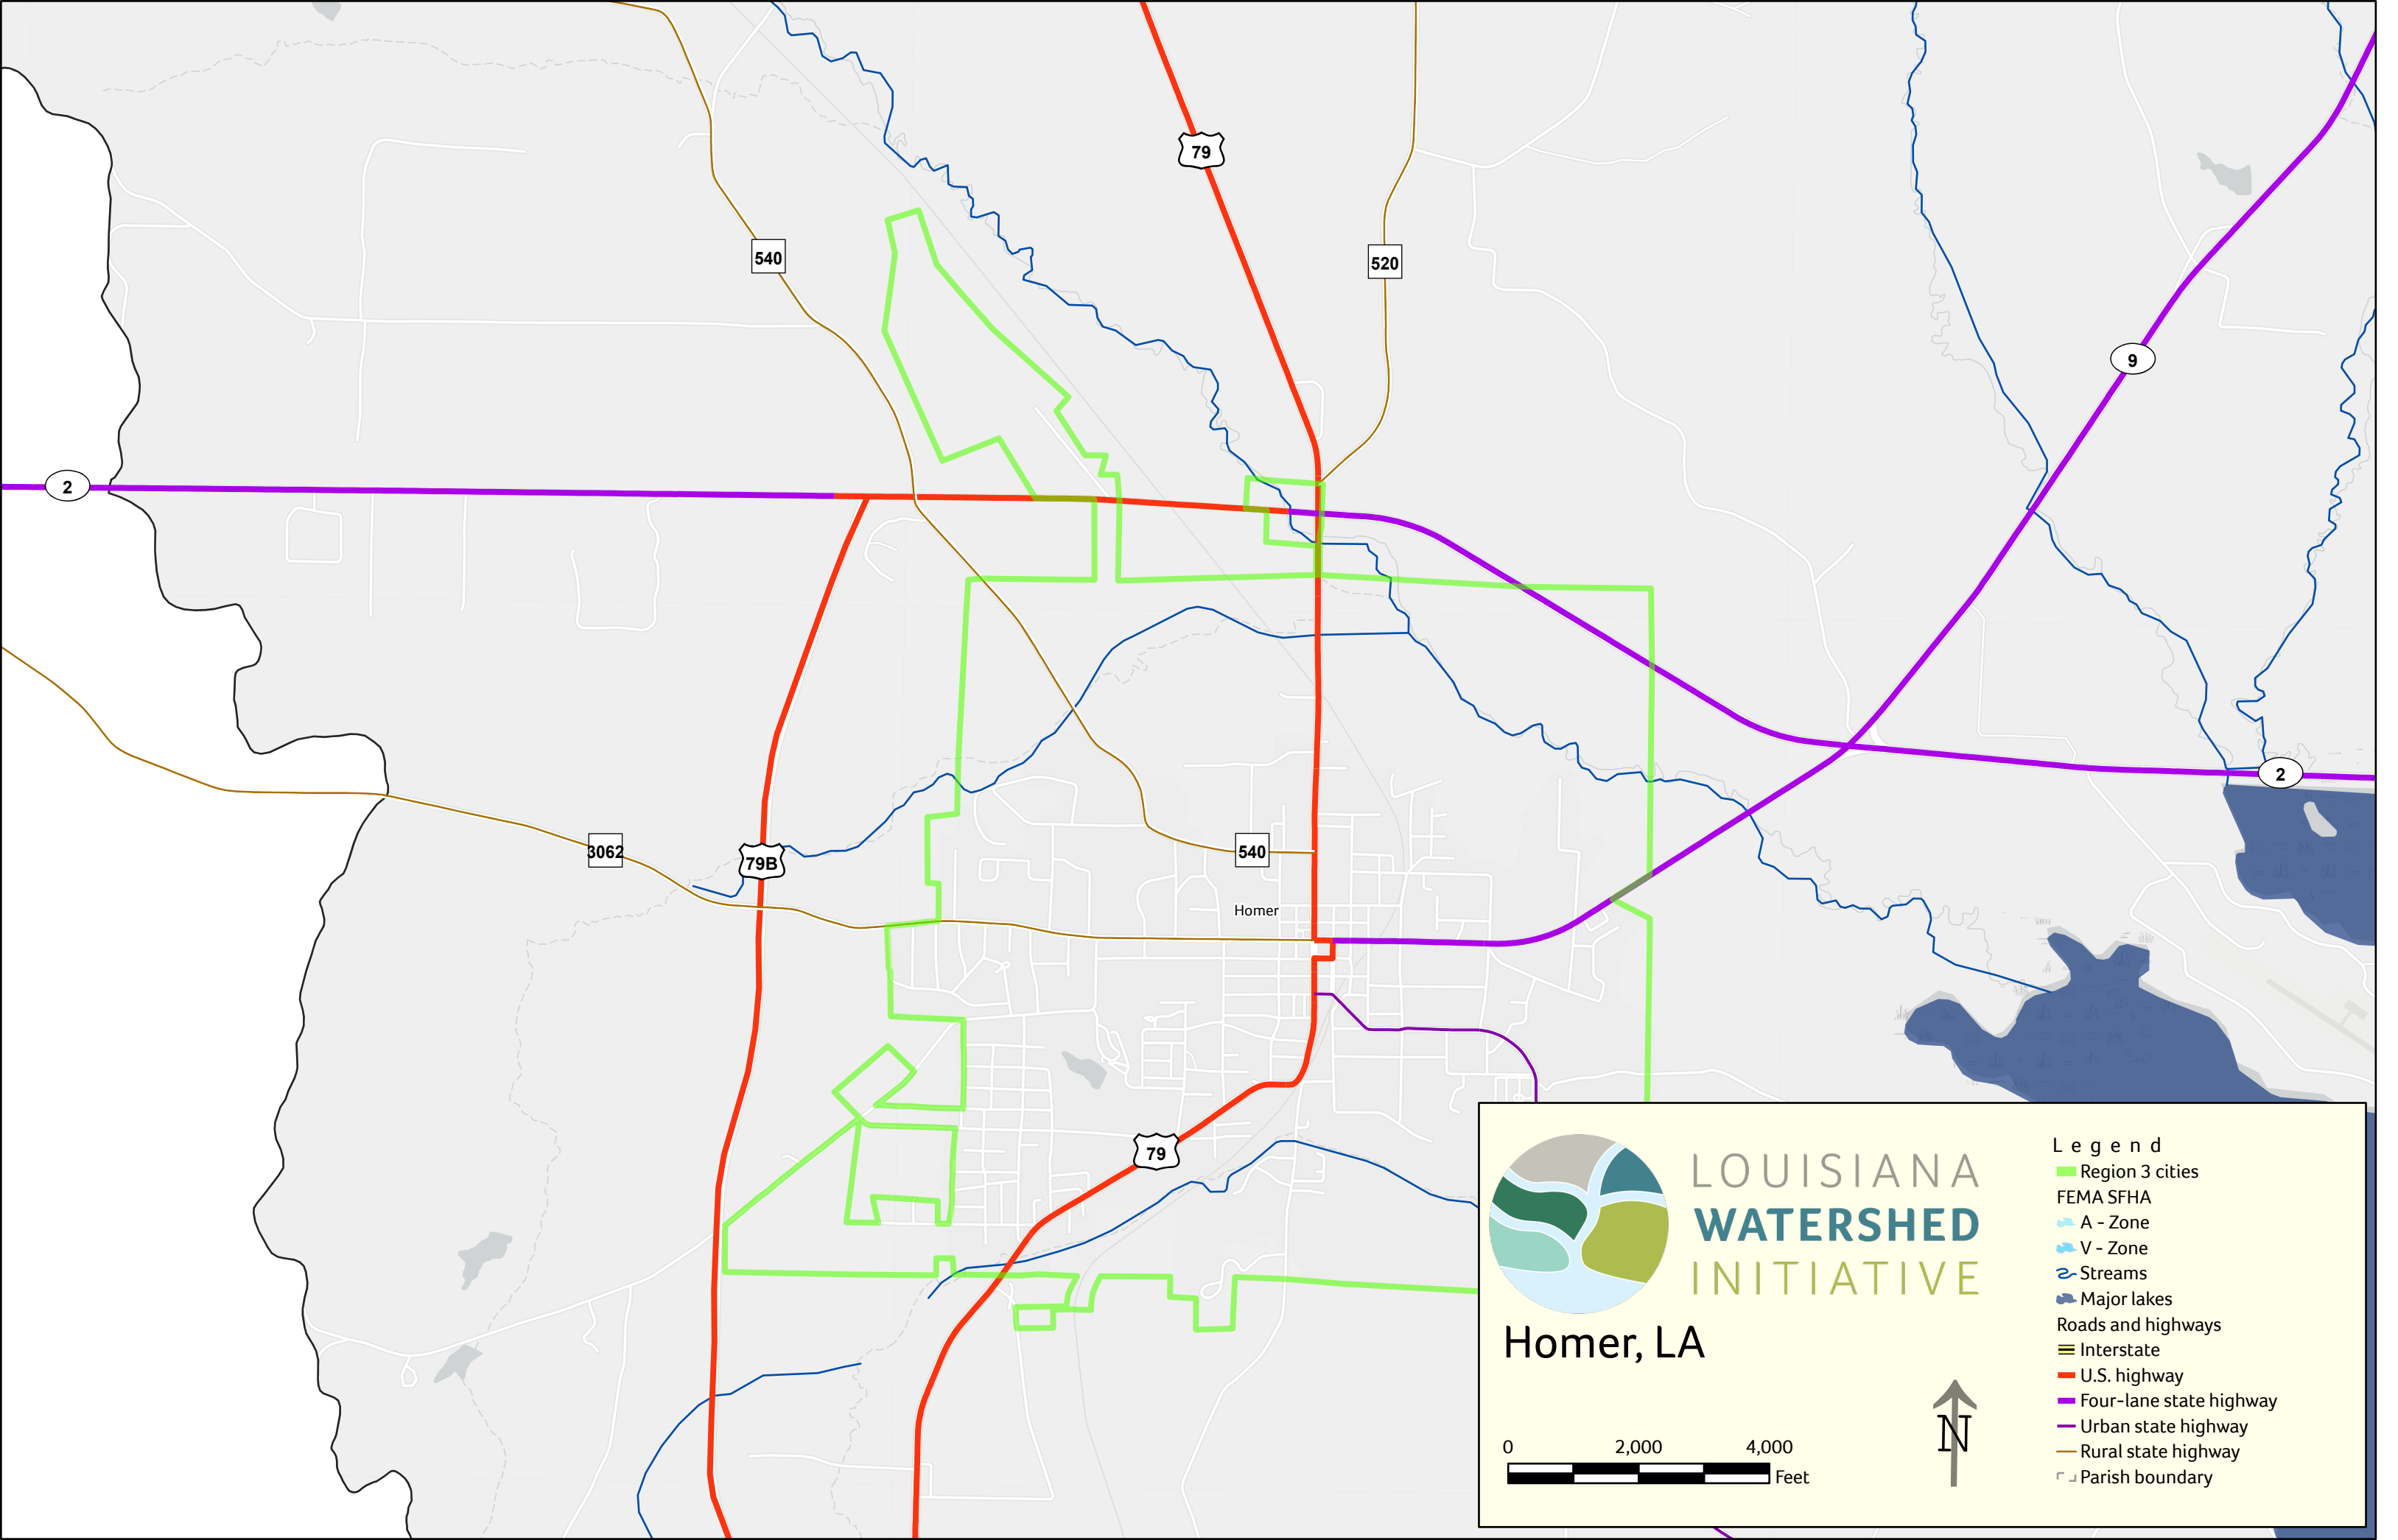 79
540
520
9
2
2
3062
79B
540
Homer
79
LOUISIANA
WATERSHED
INITIATIVE
Homer, LA
0 2,000 4,000
Feet
N
Legend
Region 3 cities
FEMA SFHA
A - Zone
V - Zone
Streams
Major lakes
Roads and highways
Interstate
U.S. highway
Four-lane state highway
Urban state highway
Rural state highway
Parish boundary